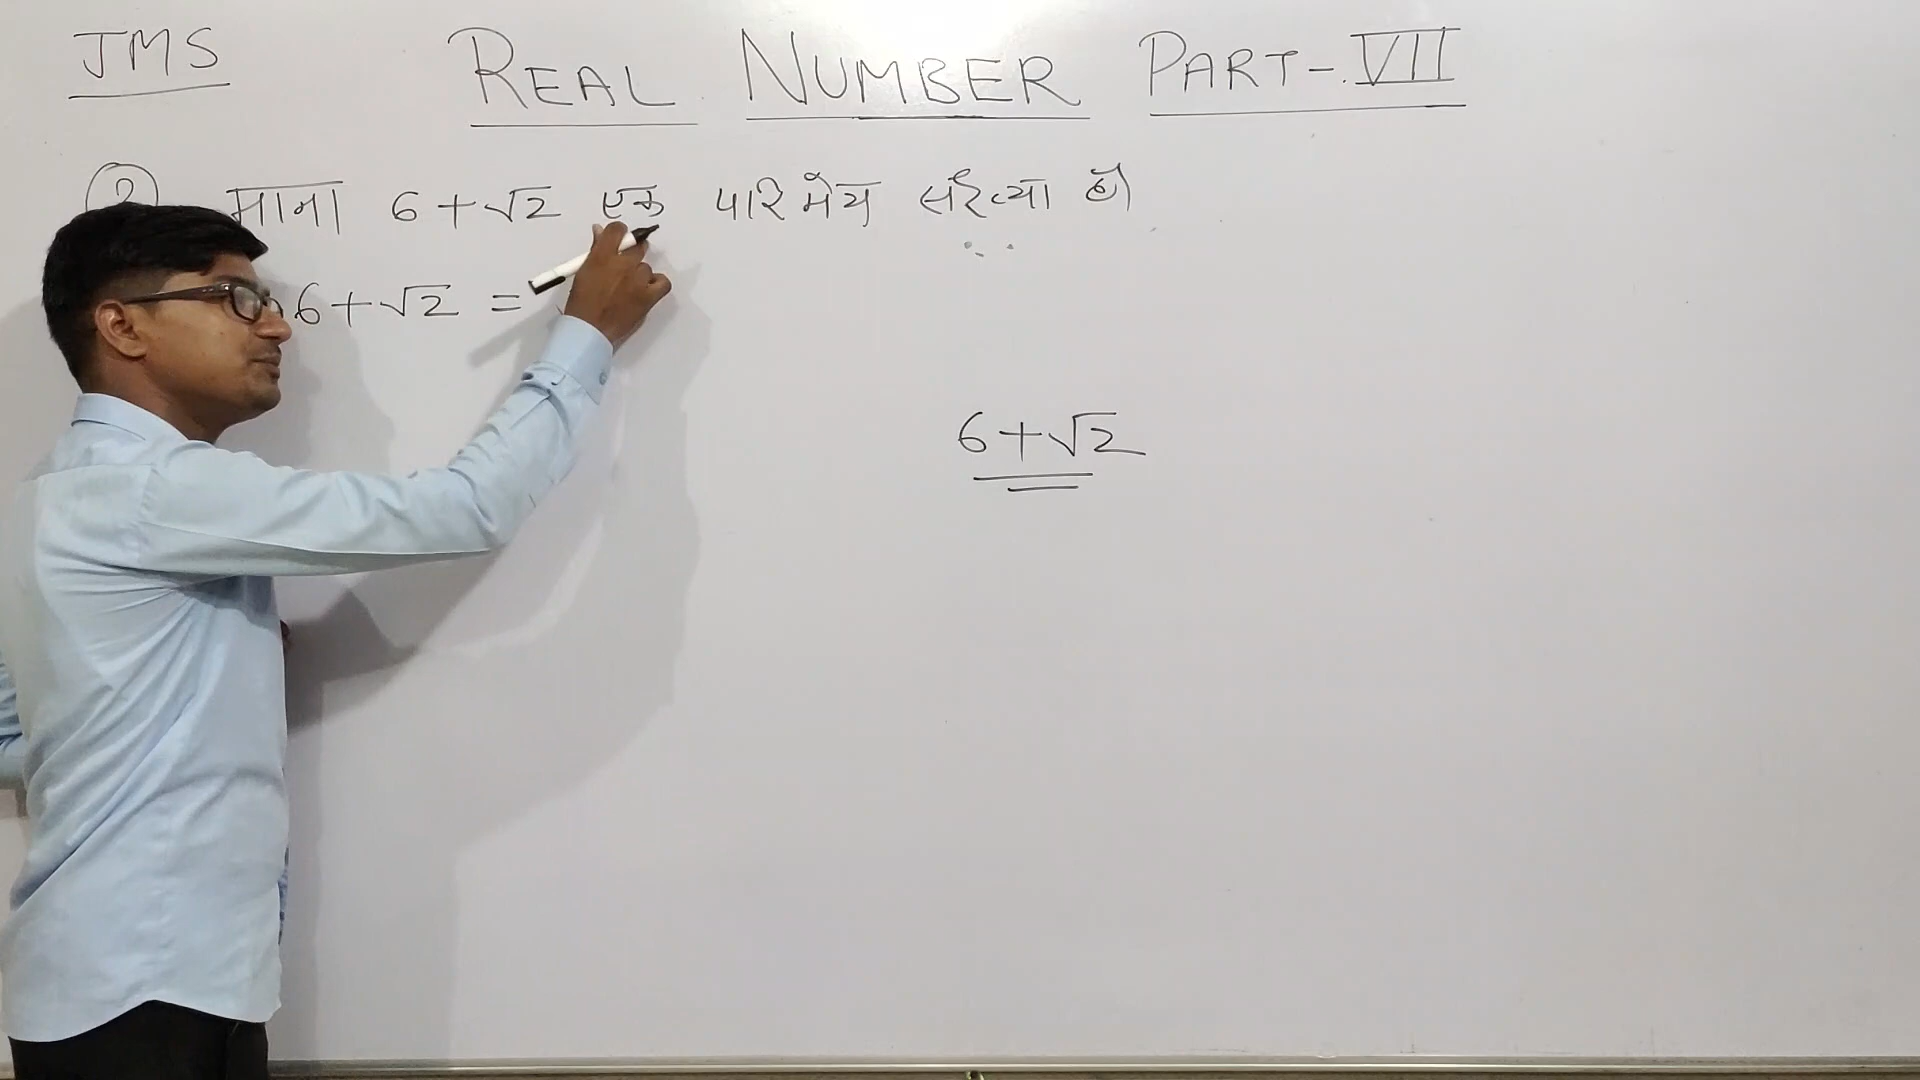 JMS
REAL NUMBER PART-VII
माना 6+√2 एक परिमेय संख्या है।
6+√2 =
6+√2